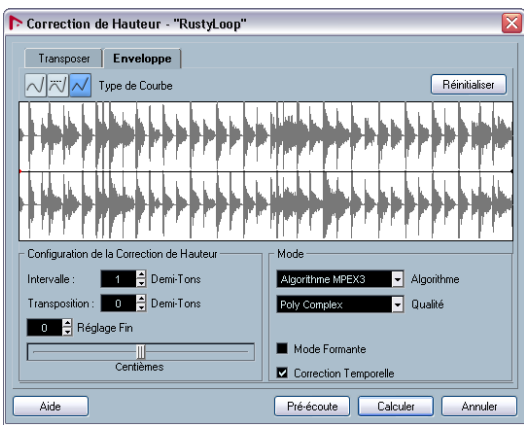 Correction de Hauteur - "RustyLoop"
Transposer Enveloppe
Type de Courbe Réinitialiser
Configuration de la Correction de Hauteur
Intervalle : 1 Demi-Tons
Transposition : 0 Demi-Tons
0 Réglage Fin
Centièmes
Mode
Algorithme MPEX3 Algorithme
Poly Complex Qualité
Mode Formante
Correction Temporelle
Aide Pré-écoute Calculer Annuler